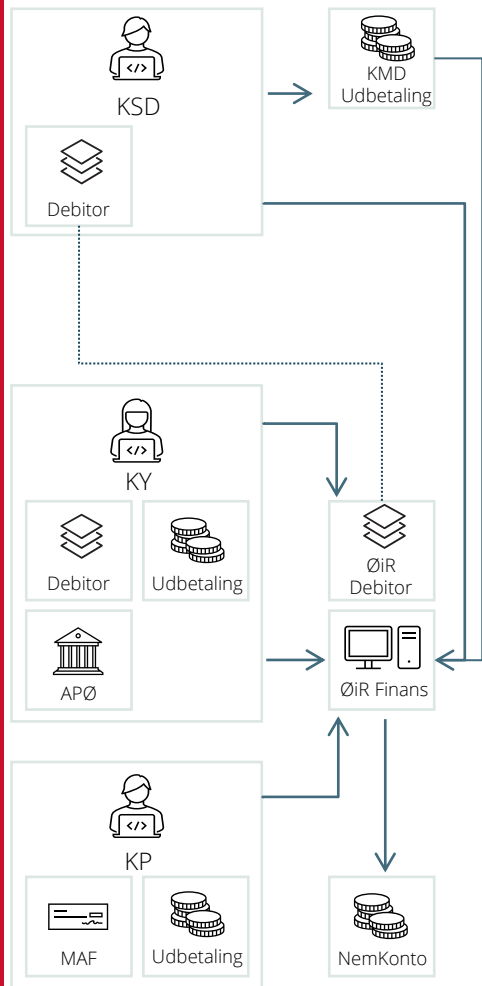 KSD
KMD
Udbetaling
Debitor
KY
Debitor
Udbetaling
ØiR
Debitor
APØ
ØiR Finans
KP
MAF
Udbetaling
NemKonto